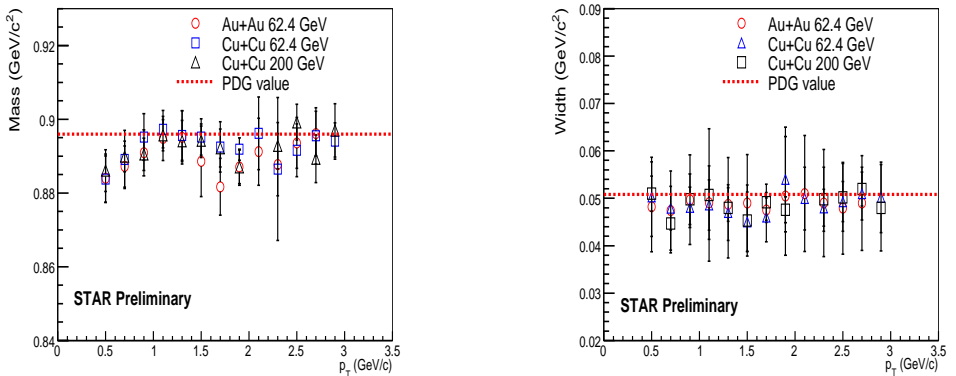 Mass (GeV/c²)
0.92
0.9
0.88
0.86
0.84
Au+Au 62.4 GeV
Cu+Cu 62.4 GeV
Cu+Cu 200 GeV
PDG value
STAR Preliminary
0 0.5 1 1.5 2 2.5 3 3.5
p_T (GeV/c)
Width (GeV/c²)
0.09
0.08
0.07
0.06
0.05
0.04
0.03
0.02
Au+Au 62.4 GeV
Cu+Cu 62.4 GeV
Cu+Cu 200 GeV
PDG value
STAR Preliminary
0 0.5 1 1.5 2 2.5 3 3.5
p_T (GeV/c)